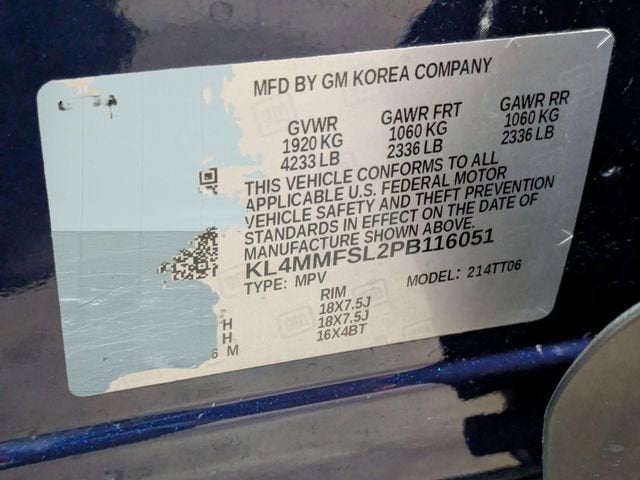 MFD BY GM KOREA COMPANY
GVWR GAWR FRT GAWR RR
1920 KG 1060 KG 1060 KG
4233 LB 2336 LB 2336 LB
THIS VEHICLE CONFORMS TO ALL
APPLICABLE U.S. FEDERAL MOTOR
VEHICLE SAFETY AND THEFT PREVENTION
STANDARDS IN EFFECT ON THE DATE OF
MANUFACTURE SHOWN ABOVE.
KL4MMFSL2PB116051
TYPE: MPV MODEL: 214TT06
RIM
18X7.5J
H 18X7.5J
H 16X4BT
6 M